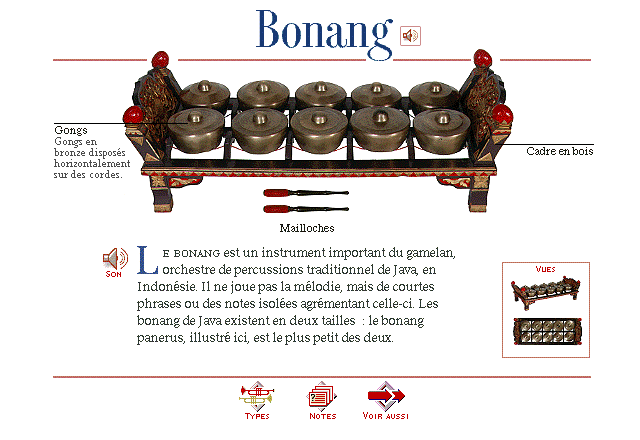 Bonang
Gongs
Gongs en
bronze disposés
horizontalement
sur des cordes.
Cadre en bois
Mailloches
Son
LE BONANG est un instrument important du gamelan,
orchestre de percussions traditionnel de Java, en
Indonésie. Il ne joue pas la mélodie, mais de courtes
phrases ou des notes isolées agrémentant celle-ci. Les
bonang de Java existent en deux tailles : le bonang
panerus, illustré ici, est le plus petit des deux.
Vues
Types
Notes
Voir aussi